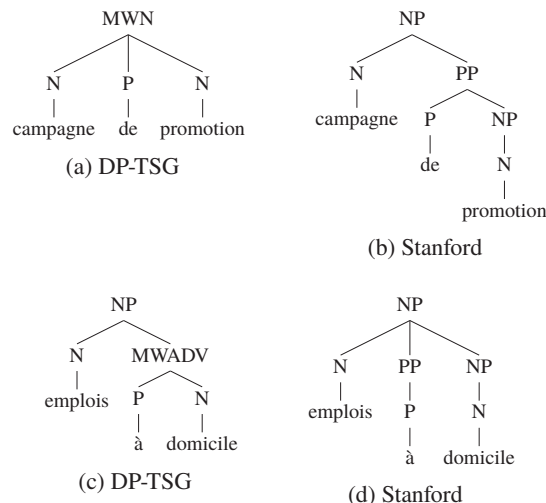 MWN
N P N
campagne de promotion
(a) DP-TSG
NP
N PP
campagne P NP
de N
promotion
(b) Stanford
NP
N MWADV
emplois P N
à domicile
(c) DP-TSG
NP
N PP NP
emplois P N
à domicile
(d) Stanford